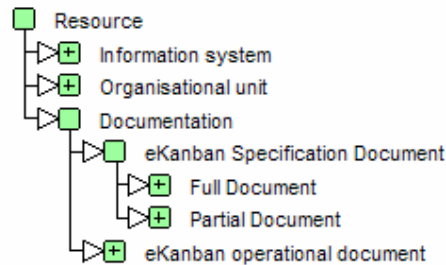 Resource
Information system
Organisational unit
Documentation
eKanban Specification Document
Full Document
Partial Document
eKanban operational document